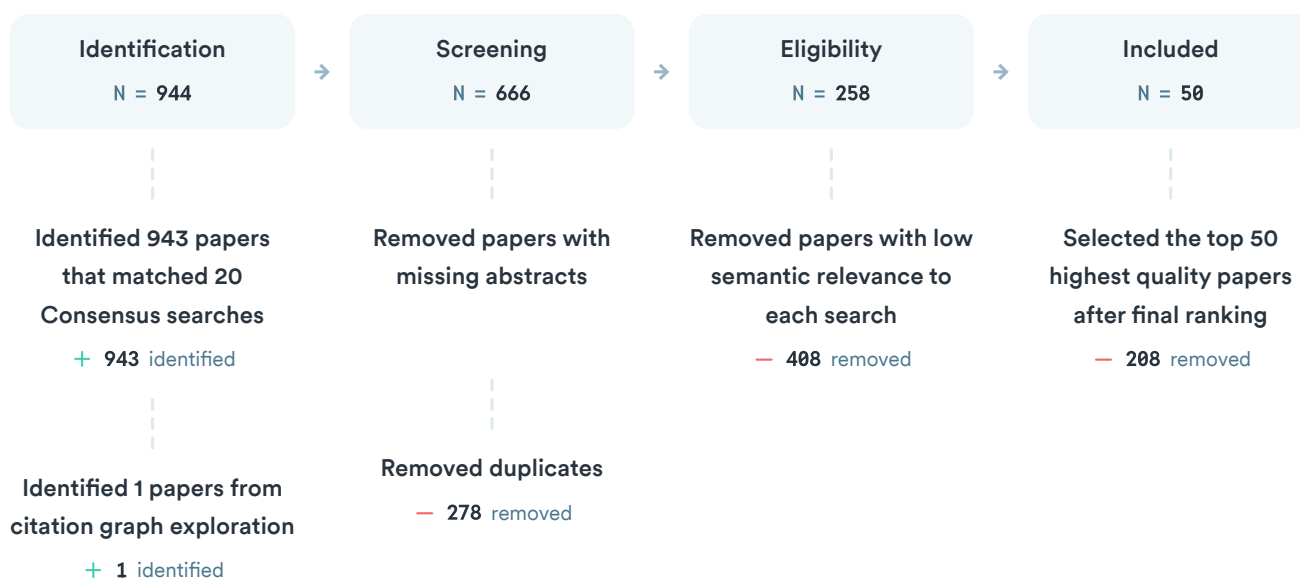 Identification
N = 944
Identified 943 papers
that matched 20
Consensus searches
+ 943 identified
Identified 1 papers from
citation graph exploration
+ 1 identified
Screening
N = 666
Removed papers with
missing abstracts
Removed duplicates
— 278 removed
Eligibility
N = 258
Removed papers with low
semantic relevance to
each search
— 408 removed
Included
N = 50
Selected the top 50
highest quality papers
after final ranking
— 208 removed